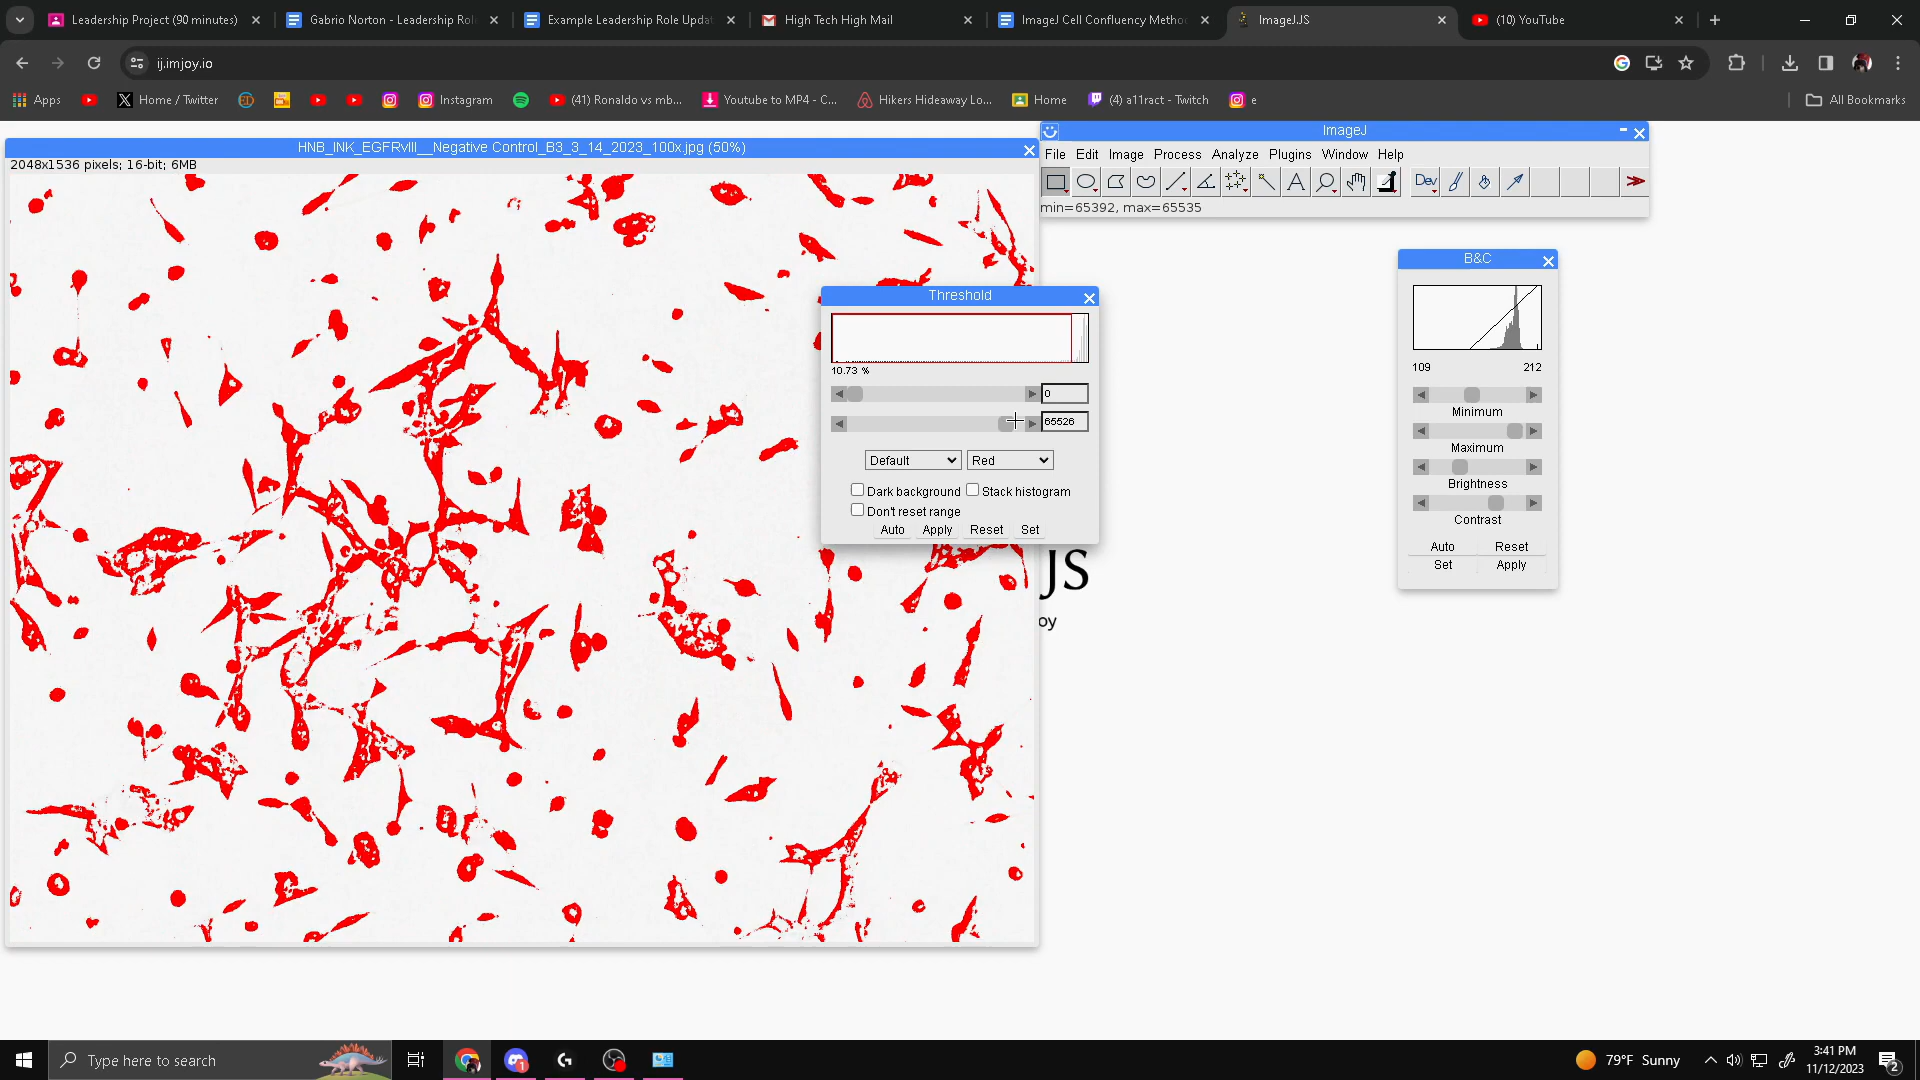 Leadership Project (90 minutes)
Gabrio Norton - Leadership Rol
Example Leadership Role Updat
High Tech High Mail
ImageJ Cell Confluency Metho
ImageJ.JS
(10) YouTube
ij.imjoy.io
Apps
Home / Twitter
Instagram
(41) Ronaldo vs mb...
Youtube to MP4 - C...
Hikers Hideaway Lo...
Home
(4) a11ract - Twitch
e
All Bookmarks
HNB_INK_EGFRvIII__Negative Control_B3_3_14_2023_100x.jpg (50%)
2048x1536 pixels; 16-bit; 6MB
ImageJ
File Edit Image Process Analyze Plugins Window Help
Dev
min=65392, max=65535
Threshold
10.73 %
0
65526
Default
Red
Dark background
Stack histogram
Don't reset range
Auto Apply Reset Set
B&C
109 212
Minimum
Maximum
Brightness
Contrast
Auto Reset
Set Apply
JS
oy
Type here to search
1
79°F Sunny
3:41 PM
11/12/2023
2